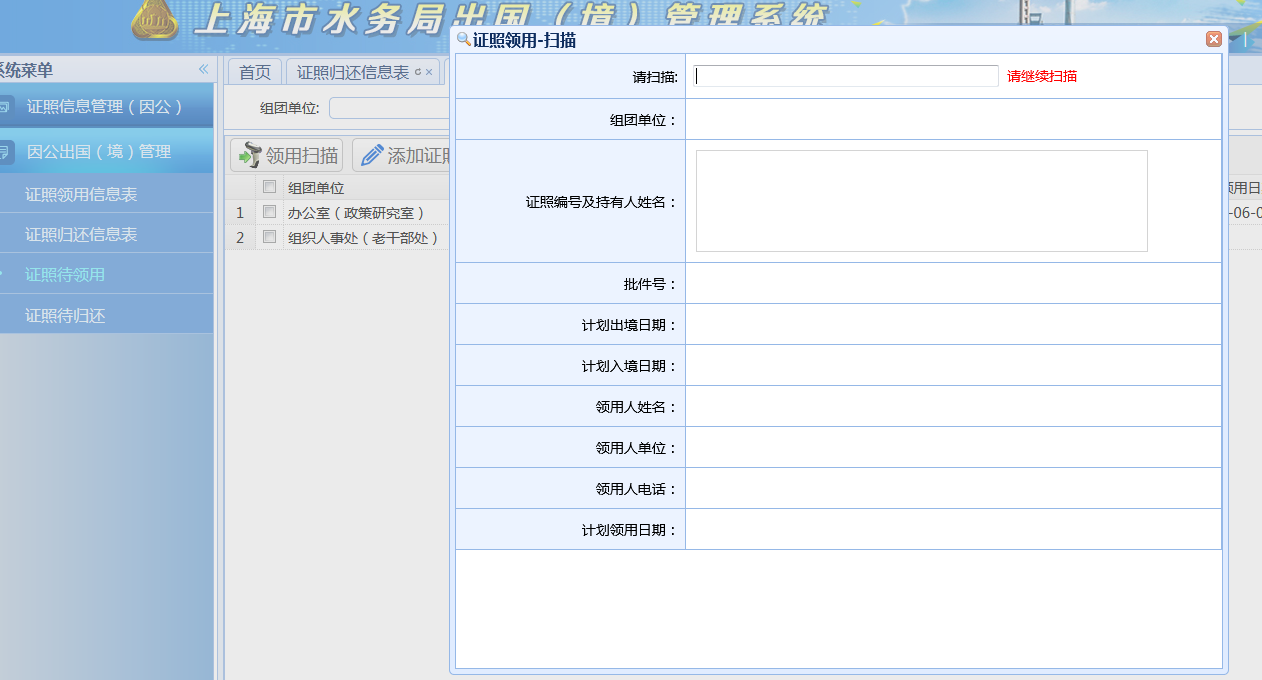 上海市水务局出国（境）管理系统
系统菜单
证照信息管理（因公）
因公出国（境）管理
证照领用信息表
证照归还信息表
证照待领用
证照待归还
首页
证照归还信息表
组团单位:
领用扫描
添加证照
组团单位
1
办公室（政策研究室）
2
组织人事处（老干部处）
领用日
-06-0
证照领用-扫描
请扫描:
请继续扫描
组团单位：
证照编号及持有人姓名：
批件号：
计划出境日期：
计划入境日期：
领用人姓名：
领用人单位：
领用人电话：
计划领用日期：